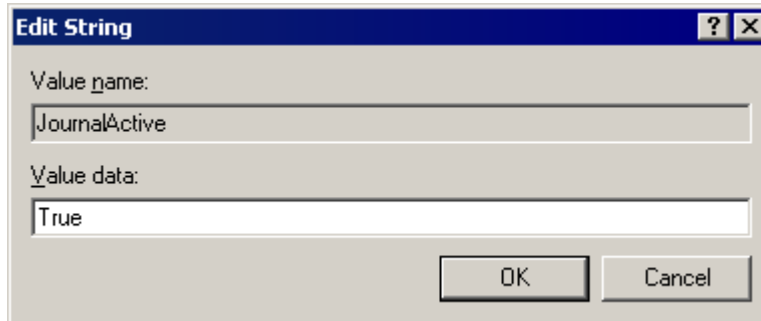 Edit String
Value name:
JournalActive
Value data:
True
OK Cancel